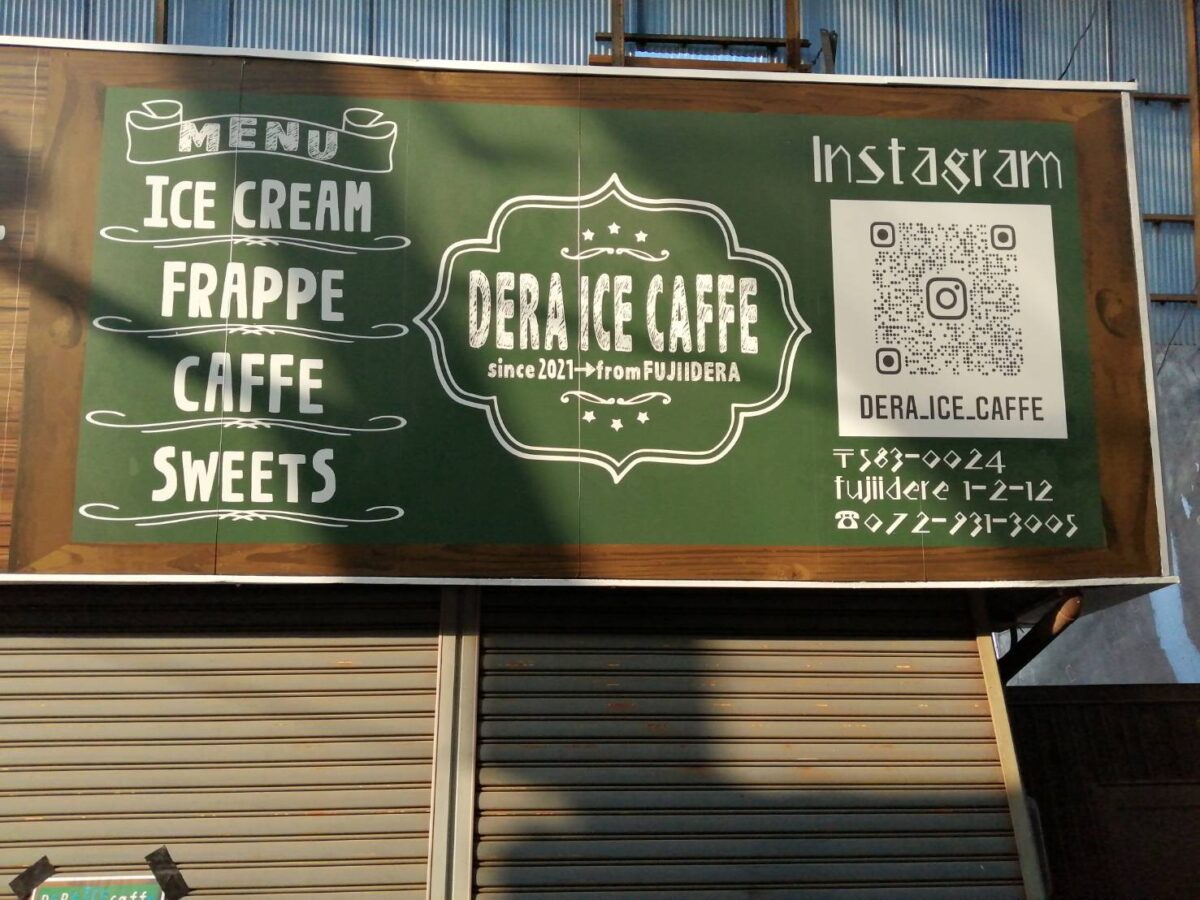 MENU
ICE CREAM
FRAPPE
CAFFE
SWEETS
DERA ICE CAFFE
since 2021→from FUJIIDERA
Instagram
DERA_ICE_CAFFE
〒583-0024
fujiidere 1-2-12
☎072-931-3005